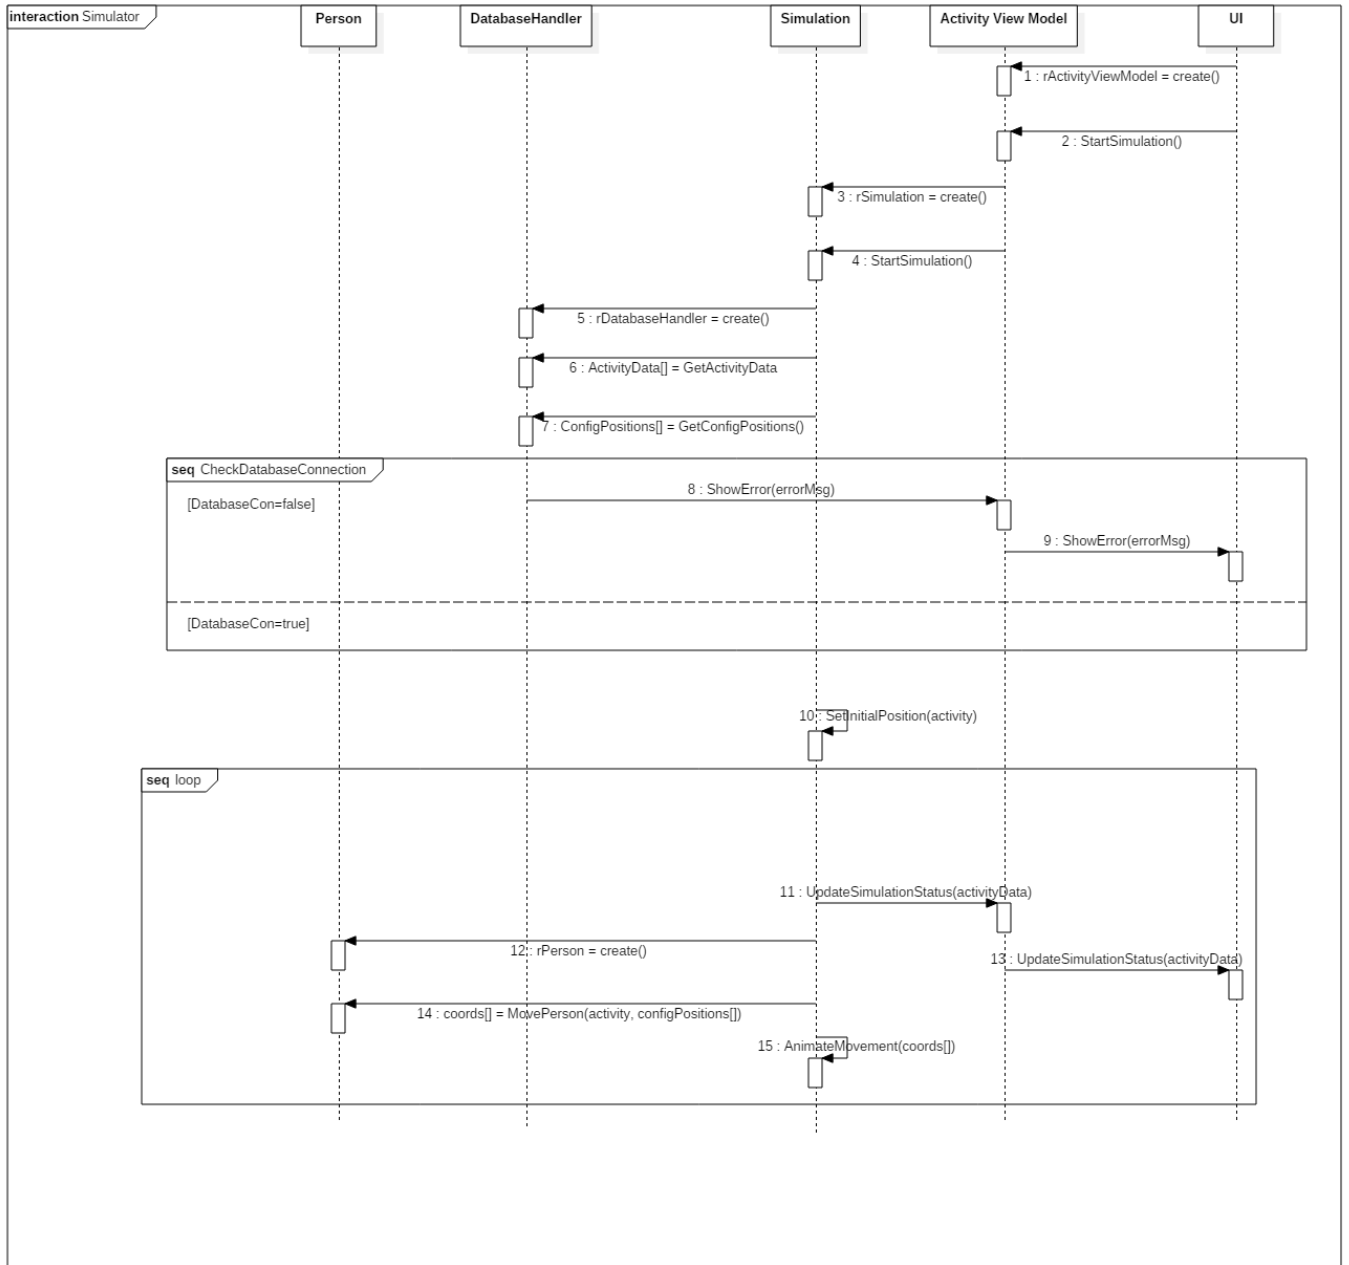 interaction Simulator
Person
DatabaseHandler
Simulation
Activity View Model
UI
1 : rActivityViewModel = create()
2 : StartSimulation()
3 : rSimulation = create()
4 : StartSimulation()
5 : rDatabaseHandler = create()
6 : ActivityData[] = GetActivityData
7 : ConfigPositions[] = GetConfigPositions()
seq CheckDatabaseConnection
8 : ShowError(errorMsg)
[DatabaseCon=false]
9 : ShowError(errorMsg)
[DatabaseCon=true]
10 : SetInitialPosition(activity)
seq loop
11 : UpdateSimulationStatus(activityData)
12 : rPerson = create()
13 : UpdateSimulationStatus(activityData)
14 : coords[] = MovePerson(activity, configPositions[])
15 : AnimateMovement(coords[])